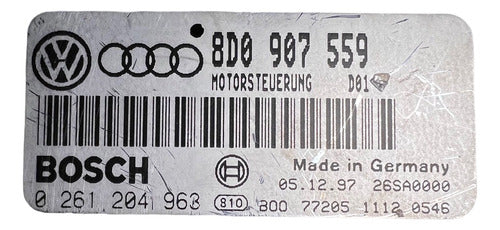 8D0 907 559
MOTORSTEUERUNG D01
BOSCH
Made in Germany
05.12.97 26SA0000
0 261 204 963 810 B00 77205 1112 0546